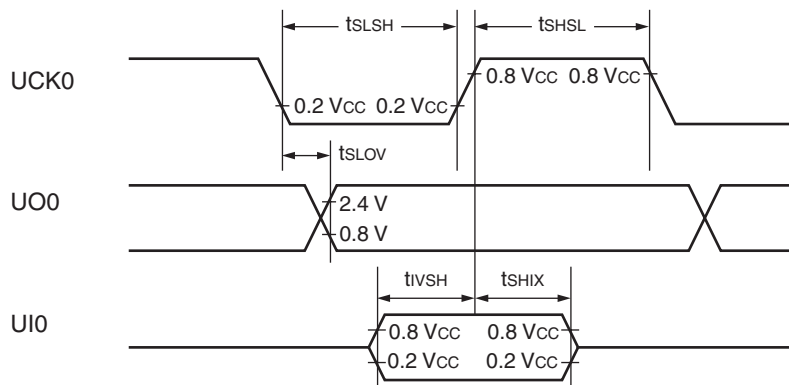 tSLSH tSHSL
UCK0
0.8 VCC 0.8 VCC
0.2 VCC 0.2 VCC
tSLOV
UO0
2.4 V
0.8 V
tIVSH tSHIX
UI0
0.8 VCC 0.8 VCC
0.2 VCC 0.2 VCC